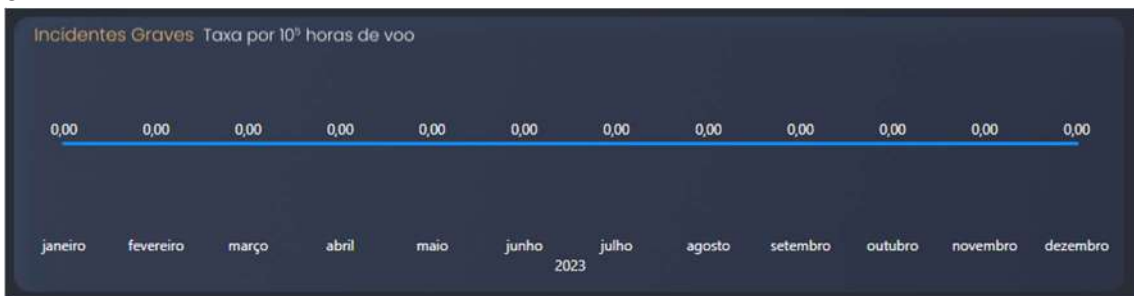 Incidentes Graves Taxa por 10⁵ horas de voo
0,00 0,00 0,00 0,00 0,00 0,00 0,00 0,00 0,00 0,00 0,00 0,00
janeiro fevereiro março abril maio junho julho agosto setembro outubro novembro dezembro
2023